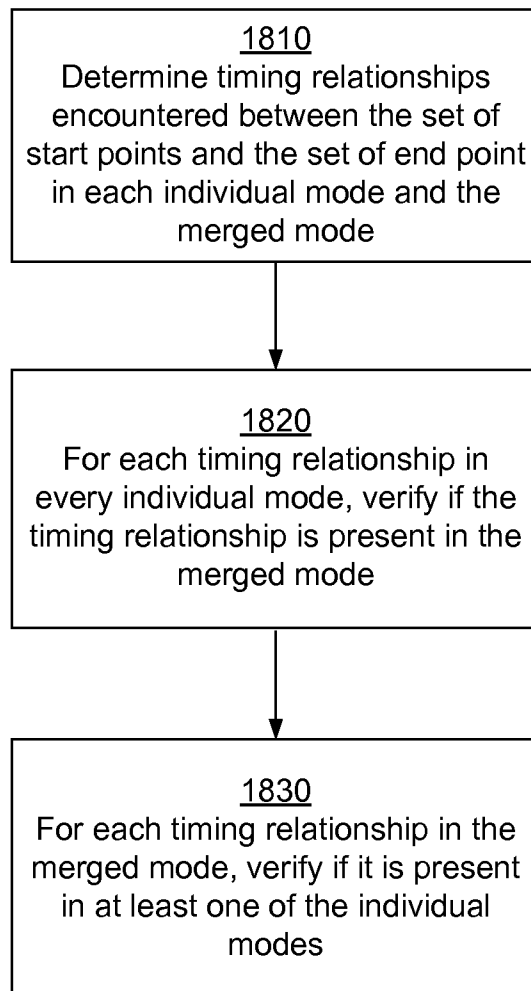 1810
Determine timing relationships
encountered between the set of
start points and the set of end point
in each individual mode and the
merged mode
1820
For each timing relationship in
every individual mode, verify if the
timing relationship is present in the
merged mode
1830
For each timing relationship in the
merged mode, verify if it is present
in at least one of the individual
modes